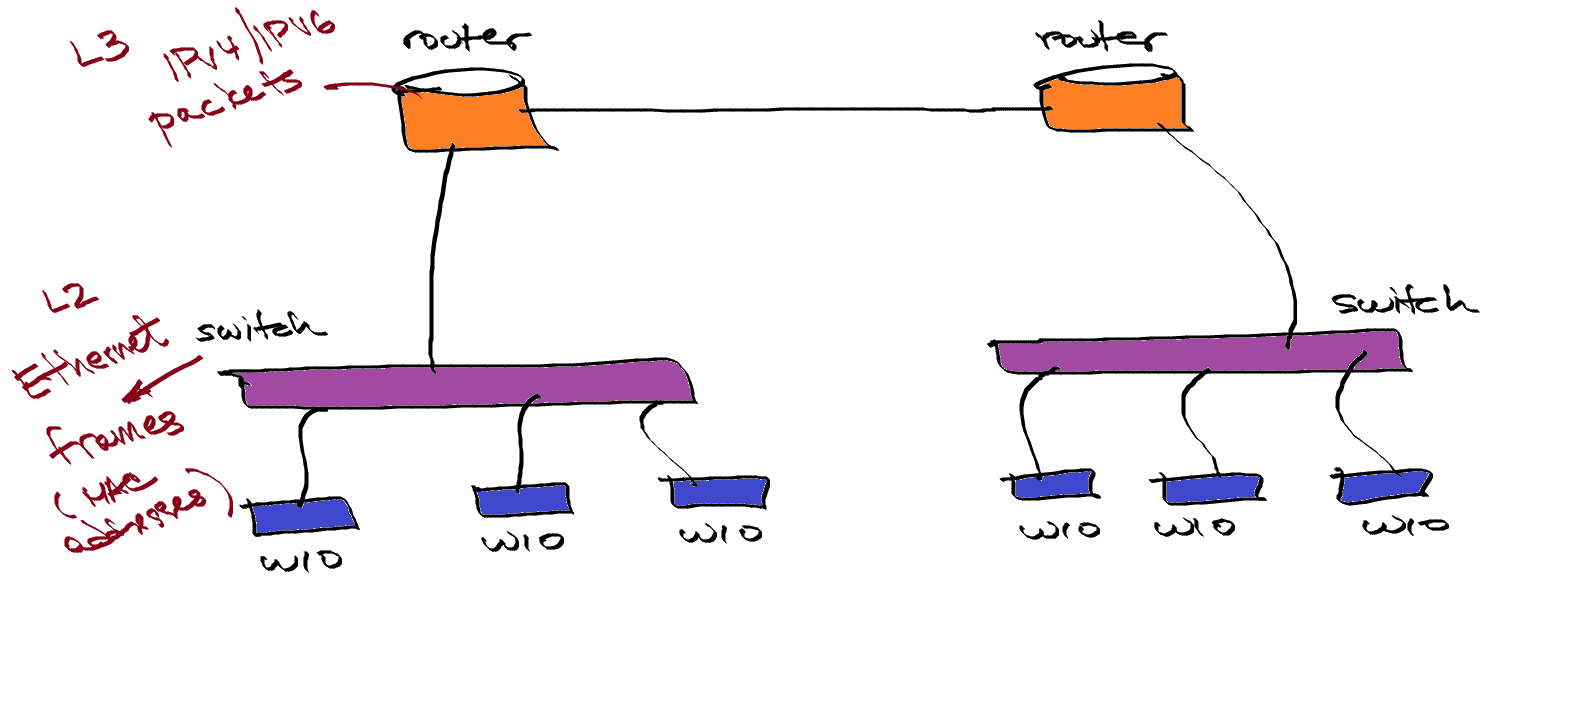 L3
IPV4/IPV6
packets
router
router
L2
Ethernet
frames
(MAC
addresses)
switch
switch
W10
W10
W10
W10
W10
W10